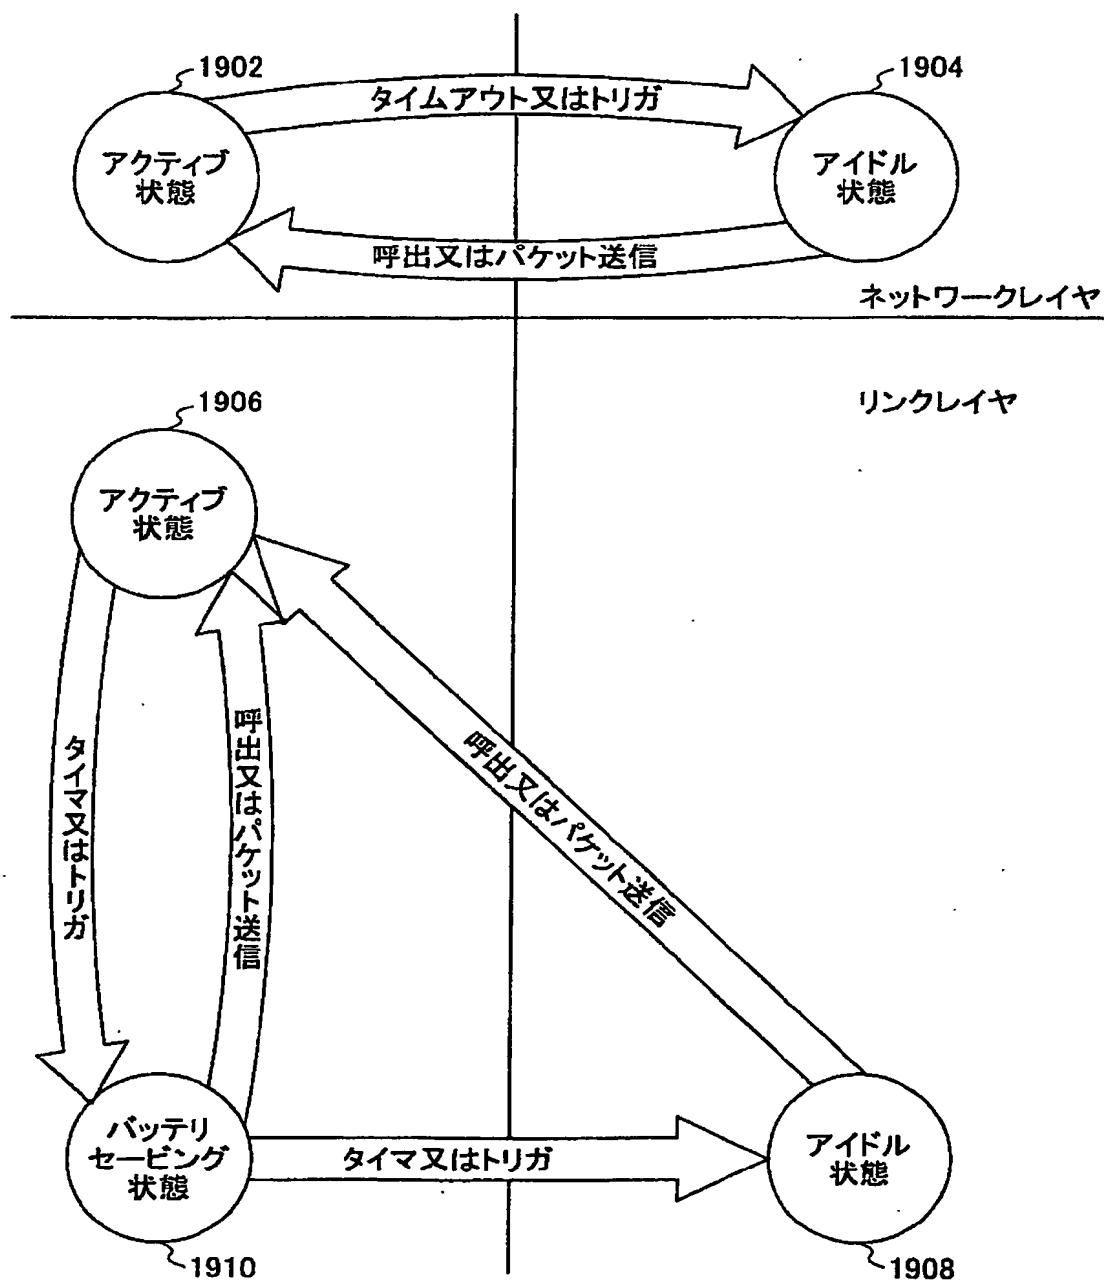 1902
1904
タイムアウト又はトリガ
アクティブ
状態
アイドル
状態
呼出又はパケット送信
ネットワークレイヤ
リンクレイヤ
1906
アクティブ
状態
タイマ又はトリガ
呼出又はパケット送信
呼出又はパケット送信
バッテリ
セービング
状態
タイマ又はトリガ
アイドル
状態
1910
1908